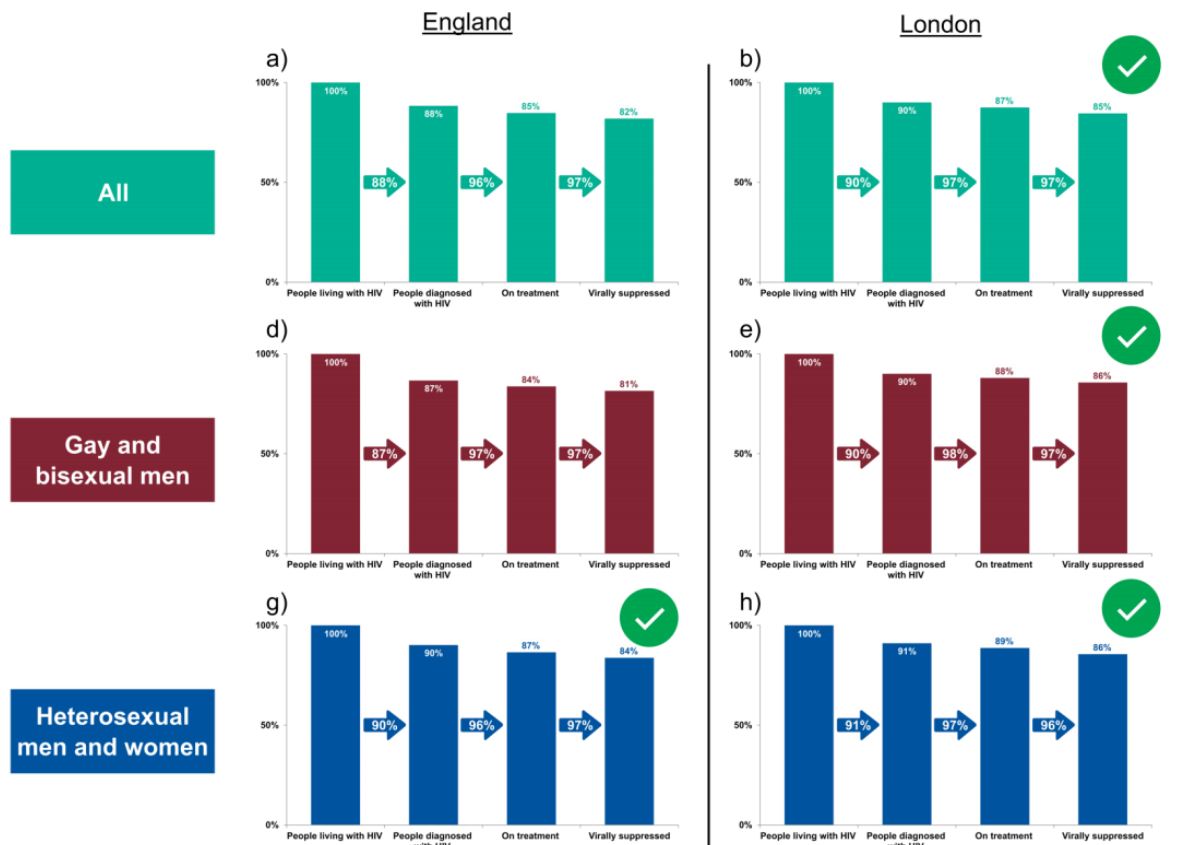 England
London
All
a)
100%
50%
0%
100%
88%
85%
82%
88%
96%
97%
People living with HIV
People diagnosed
with HIV
On treatment
Virally suppressed
b)
100%
50%
0%
100%
90%
87%
85%
90%
97%
97%
People living with HIV
People diagnosed
with HIV
On treatment
Virally suppressed
Gay and
bisexual men
d)
100%
50%
0%
100%
87%
84%
81%
87%
97%
97%
People living with HIV
People diagnosed
with HIV
On treatment
Virally suppressed
e)
100%
50%
0%
100%
90%
88%
86%
90%
98%
97%
People living with HIV
People diagnosed
with HIV
On treatment
Virally suppressed
Heterosexual
men and women
g)
100%
50%
0%
100%
90%
87%
84%
90%
96%
97%
People living with HIV
People diagnosed
with HIV
On treatment
Virally suppressed
h)
100%
50%
0%
100%
91%
89%
86%
91%
97%
96%
People living with HIV
People diagnosed
with HIV
On treatment
Virally suppressed